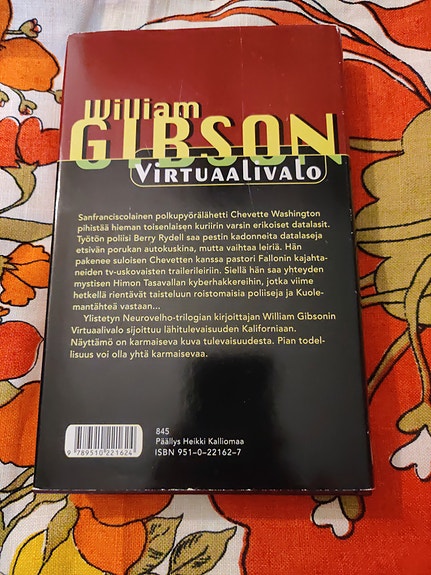 William
GIBSON
VIRTUAALIVALO
Sanfranciscolainen polkupyörälähetti Chevette Washington
pihistää hieman toisenlaisen kuriirin varsin erikoiset datalasit.
Työtön poliisi Berry Rydell saa pestin kadonneita dataláseja
etsivän porukan autokuskina, mutta vaihtaa leiriä. Hän
pakenee suloisen Chevetten kanssa pastori Fallonin kajahta-
neiden tv-uskovaisten trailerileiriin. Siellä hän saa yhteyden
mystisen Himon Tasavallan kyberhakkereihin, jotka viime
hetkellä rientävät taisteluun roistomaisia poliiseja ja Kuole-
mantähteä vastaan...
Ylistetyn Neurovelho-trilogian kirjoittajan William Gibsonin
Virtuaalivalo sijoittuu lähitulevaisuuden Kaliforniaan.
Näyttämö on karmaiseva kuva tulevaisuudesta. Pian todel-
lisuus voi olla yhtä karmaisevaa.
845
Päällys Heikki Kalliomaa
ISBN 951-0-22162-7
9 789510 221624